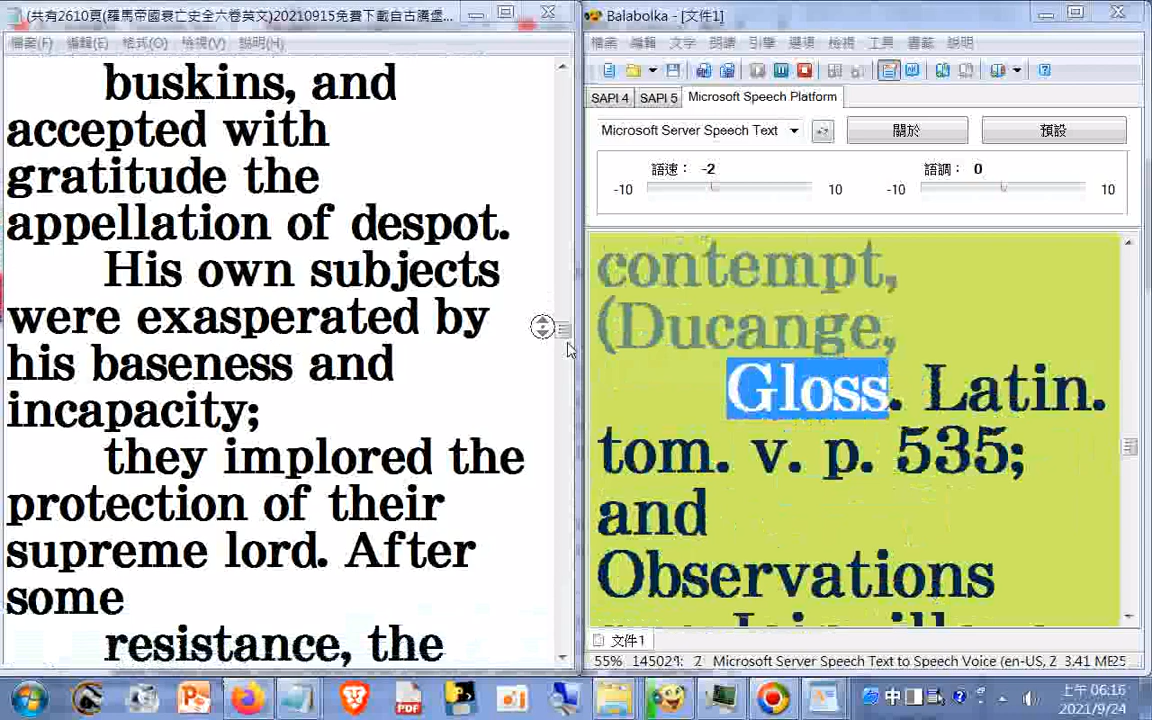 (共有2610頁(羅馬帝國衰亡史全六卷英文)20210915免費下載自古騰堡...
檔案(F) 編輯(E) 格式(O) 檢視(V) 說明(H)
buskins, and
accepted with
gratitude the
appellation of despot.
His own subjects
were exasperated by
his baseness and
incapacity;
they implored the
protection of their
supreme lord. After
some
resistance, the
Balabolka - [文件1]
檔案 編輯 文字 朗讀 引擎 選項 檢視 工具 書籤 說明
SAPI 4 SAPI 5 Microsoft Speech Platform
Microsoft Server Speech Text 關於 預設
語速： -2 語調： 0
-10 10 -10 10
contempt,
(Ducange,
Gloss. Latin.
tom. v. p. 535;
and
Observations
文件1
55% Microsoft Server Speech Text to Speech Voice (en-US, Z 3.41 ME
中
上午 06:16
2021/9/24